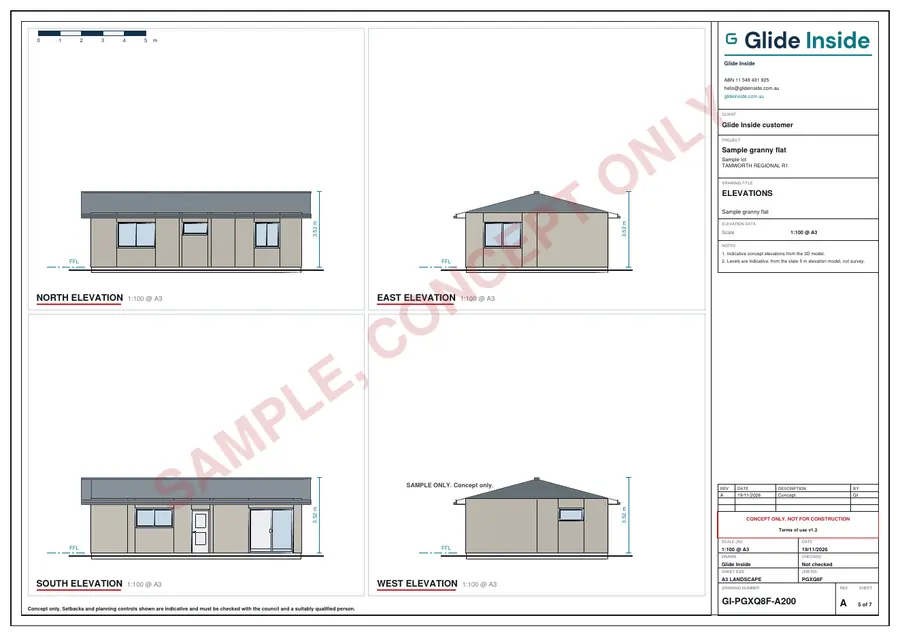 0 1 2 3 4 5 m
3.52 m
FFL
NORTH ELEVATION 1:100 @ A3
3.52 m
FFL
EAST ELEVATION 1:100 @ A3
3.52 m
FFL
SOUTH ELEVATION 1:100 @ A3
SAMPLE ONLY. Concept only.
3.52 m
FFL
WEST ELEVATION 1:100 @ A3
SAMPLE, CONCEPT ONLY
Concept only. Setbacks and planning controls shown are indicative and must be checked with the council and a suitably qualified person.
G Glide Inside
Glide Inside
ABN 11 548 431 925
hello@glideinside.com.au
glideinside.com.au
CLIENT
Glide Inside customer
PROJECT
Sample granny flat
Sample lot
TAMWORTH REGIONAL R1
DRAWING TITLE
ELEVATIONS
Sample granny flat
ELEVATION DATA
Scale 1:100 @ A3
NOTES
1. Indicative concept elevations from the 3D model.
2. Levels are indicative, from the state 5 m elevation model, not survey.
REV DATE DESCRIPTION BY
A 19/11/2026 Concept GI
CONCEPT ONLY, NOT FOR CONSTRUCTION
Terms of use v1.2
SCALE (A3) DATE
1:100 @ A3 19/11/2026
DRAWN CHECKED
Glide Inside Not checked
SHEET SIZE JOB NO.
A3 LANDSCAPE PGXQ8F
DRAWING NUMBER REV SHEET
GI-PGXQ8F-A200 A 5 of 7